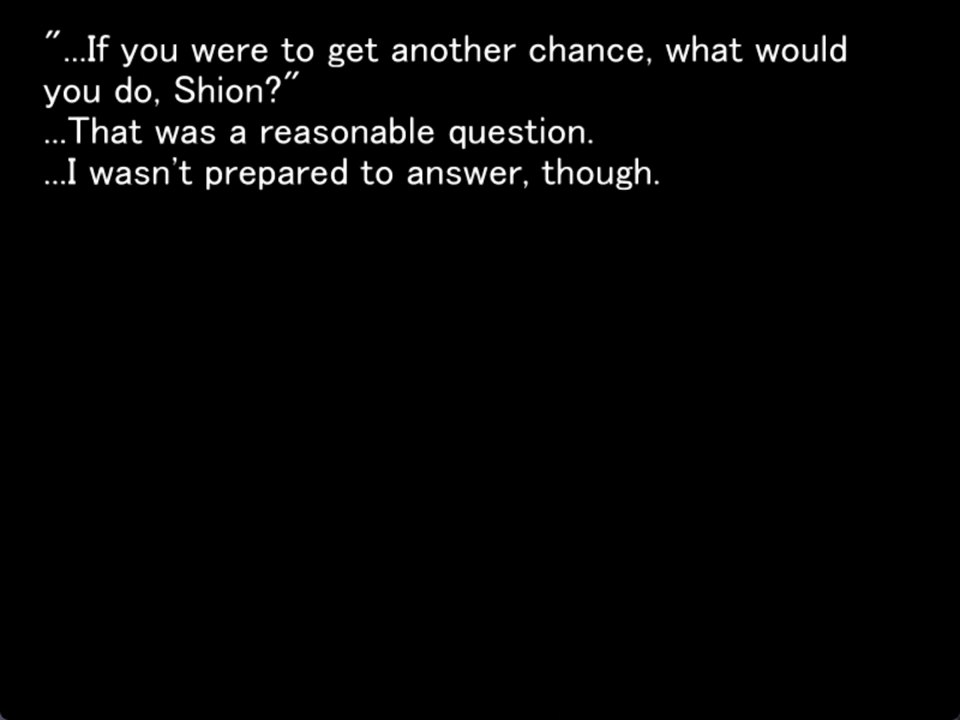 "...If you were to get another chance, what would
you do, Shion?"
...That was a reasonable question.
...I wasn't prepared to answer, though.